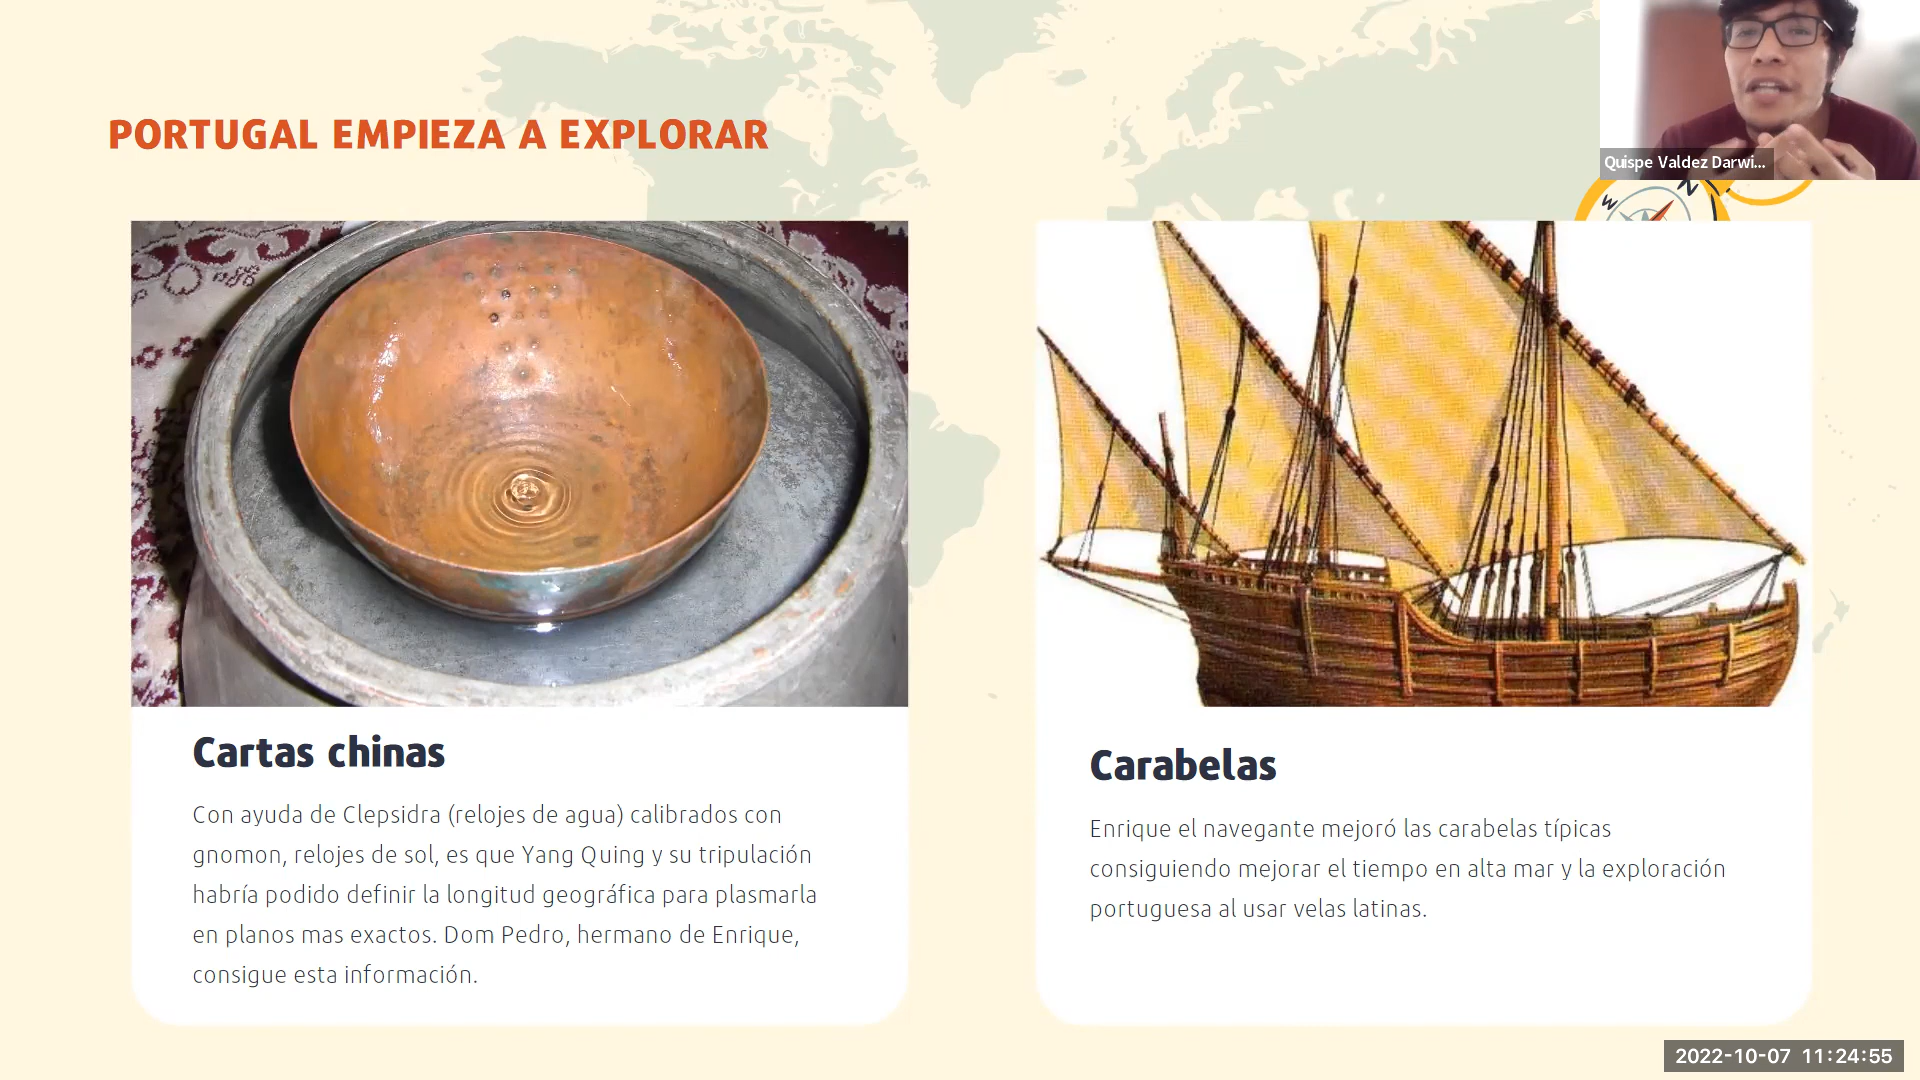 PORTUGAL EMPIEZA A EXPLORAR
Quispe Valdez Darwi...
N
W
Cartas chinas
Con ayuda de Clepsidra (relojes de agua) calibrados con
gnomon, relojes de sol, es que Yang Quing y su tripulación
habría podido definir la longitud geográfica para plasmarla
en planos mas exactos. Dom Pedro, hermano de Enrique,
consigue esta información.
Carabelas
Enrique el navegante mejoró las carabelas típicas
consiguiendo mejorar el tiempo en alta mar y la exploración
portuguesa al usar velas latinas.
2022-10-07 11:24:55